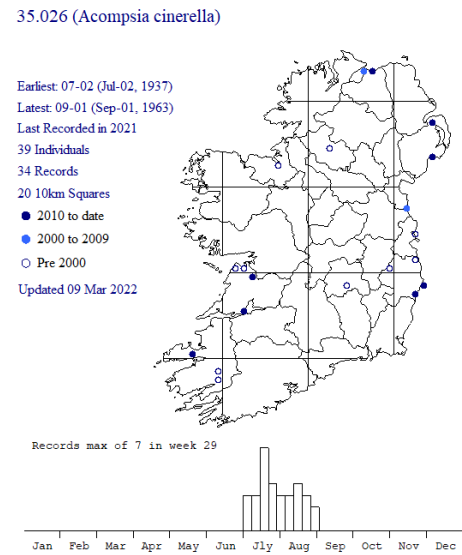 35.026 (Acompsia cinerella)
Earliest: 07-02 (Jul-02, 1937)
Latest: 09-01 (Sep-01, 1963)
Last Recorded in 2021
39 Individuals
34 Records
20 10km Squares
2010 to date
2000 to 2009
Pre 2000
Updated 09 Mar 2022
Records max of 7 in week 29
Jan Feb Mar Apr May Jun Jly Aug Sep Oct Nov Dec